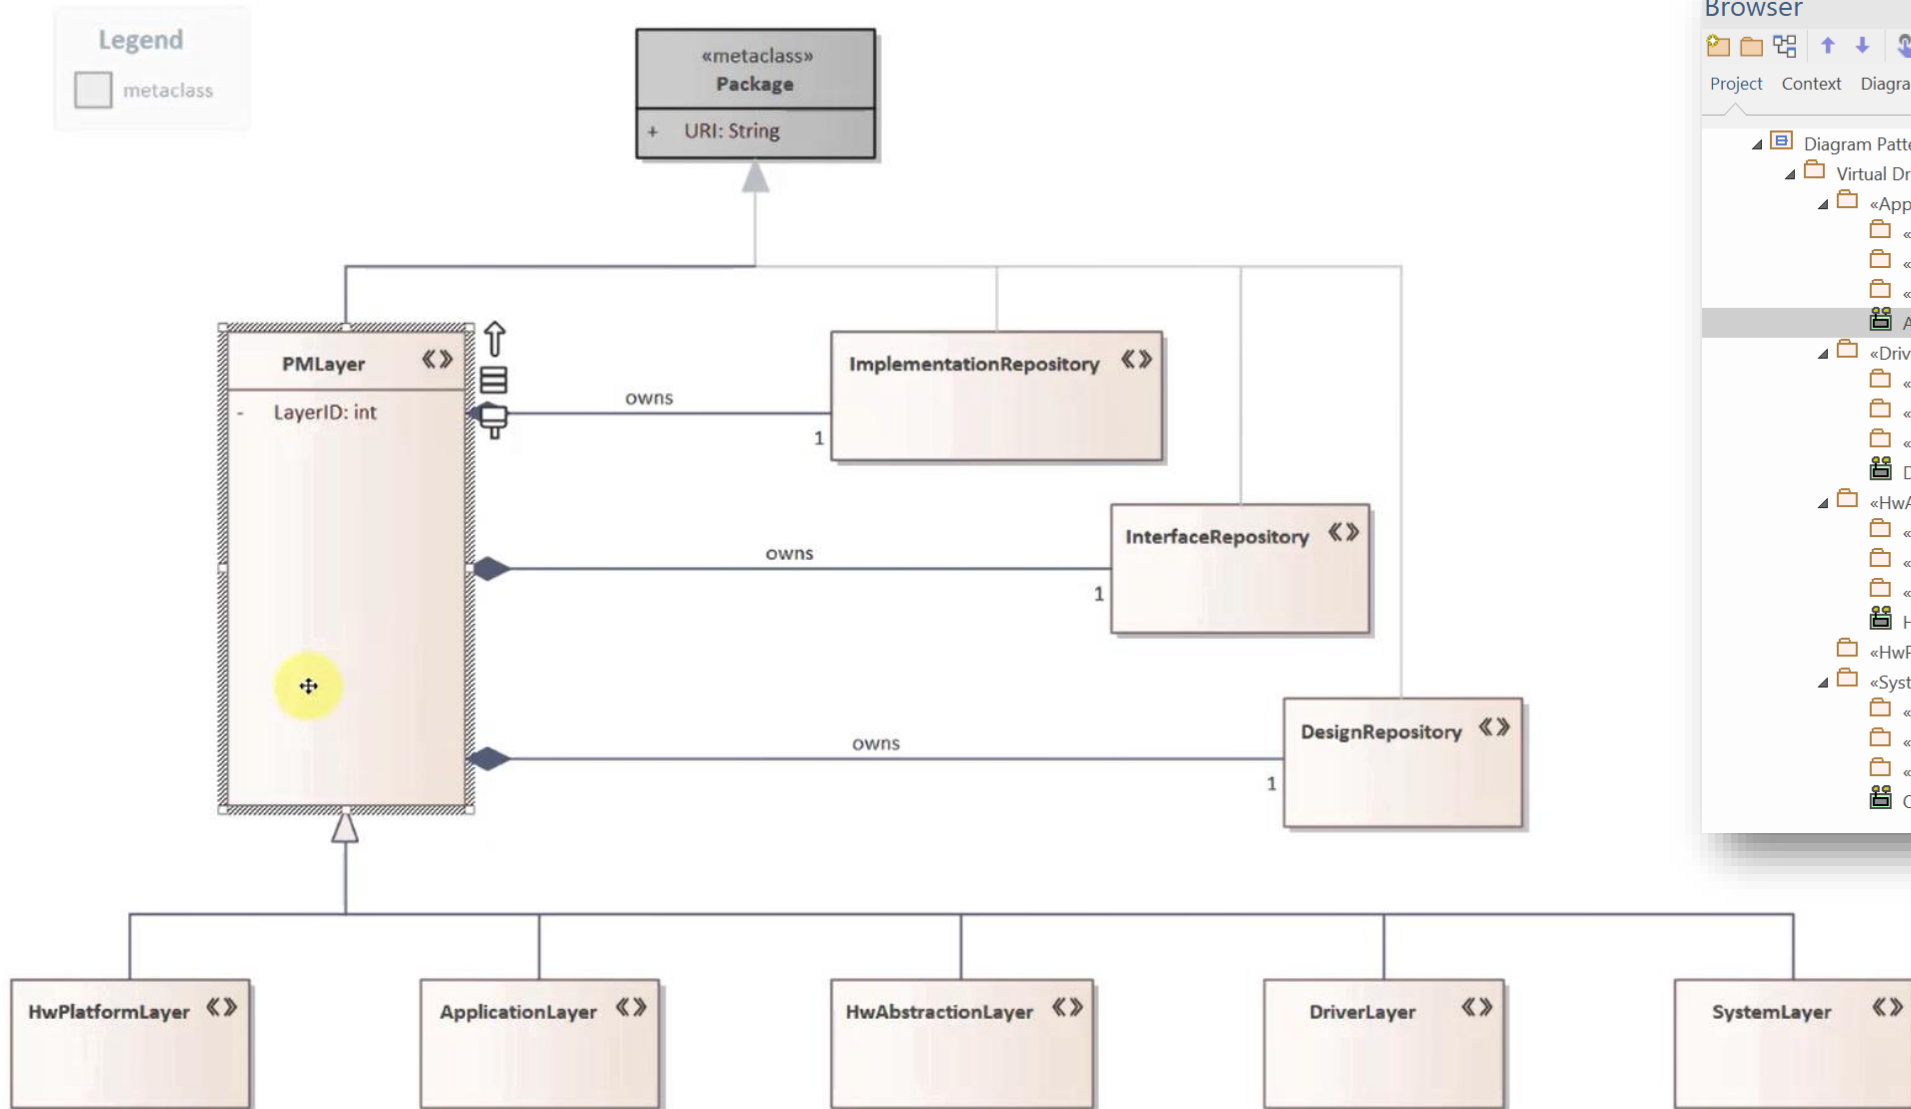 Legend
metaclass
«metaclass»
Package
+ URI: String
PMLayer «»
- LayerID: int
owns
1
ImplementationRepository «»
owns
1
InterfaceRepository «»
owns
1
DesignRepository «»
HwPlatformLayer «»
ApplicationLayer «»
HwAbstractionLayer «»
DriverLayer «»
SystemLayer «»
Browser
Project Context Diagra
Diagram Patte
Virtual Dr
«App
«
«
«
A
«Driv
«
«
«
D
«HwA
«
«
«
H
«HwP
«Syst
«
«
«